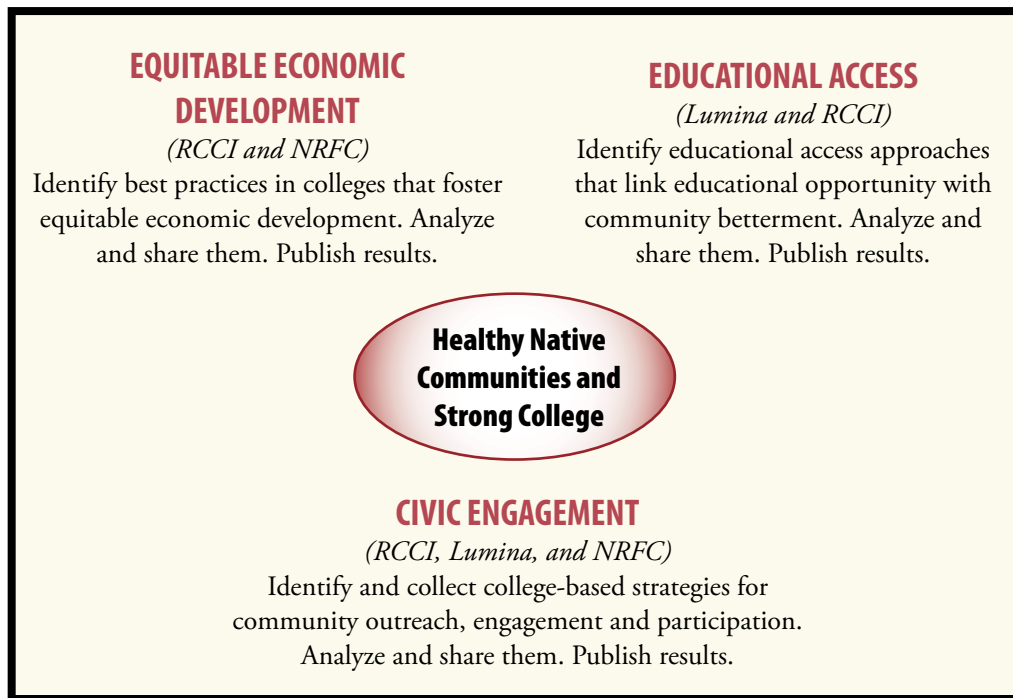 EQUITABLE ECONOMIC
DEVELOPMENT
(RCCI and NRFC)
Identify best practices in colleges that foster
equitable economic development. Analyze
and share them. Publish results.
EDUCATIONAL ACCESS
(Lumina and RCCI)
Identify educational access approaches
that link educational opportunity with
community betterment. Analyze and
share them. Publish results.
Healthy Native
Communities and
Strong College
CIVIC ENGAGEMENT
(RCCI, Lumina, and NRFC)
Identify and collect college-based strategies for
community outreach, engagement and participation.
Analyze and share them. Publish results.